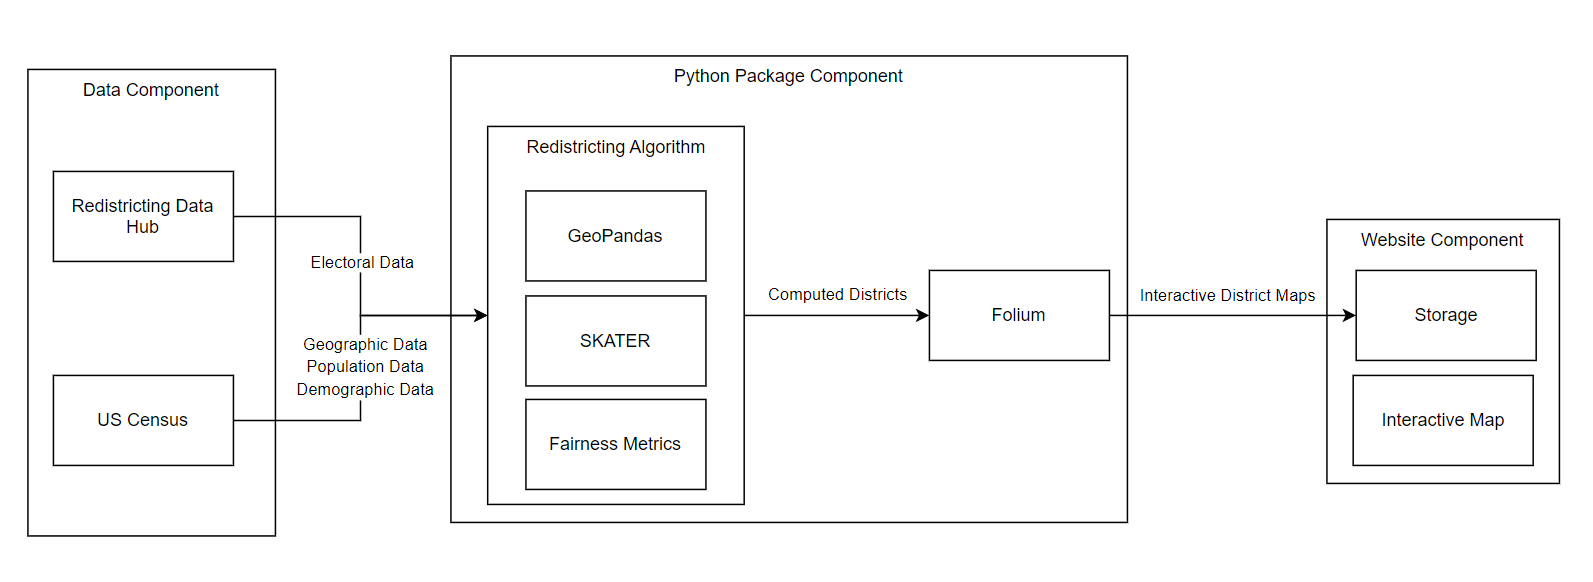 Data Component
Redistricting Data
Hub
US Census
Electoral Data
Geographic Data
Population Data
Demographic Data
Python Package Component
Redistricting Algorithm
GeoPandas
SKATER
Fairness Metrics
Computed Districts
Folium
Interactive District Maps
Website Component
Storage
Interactive Map